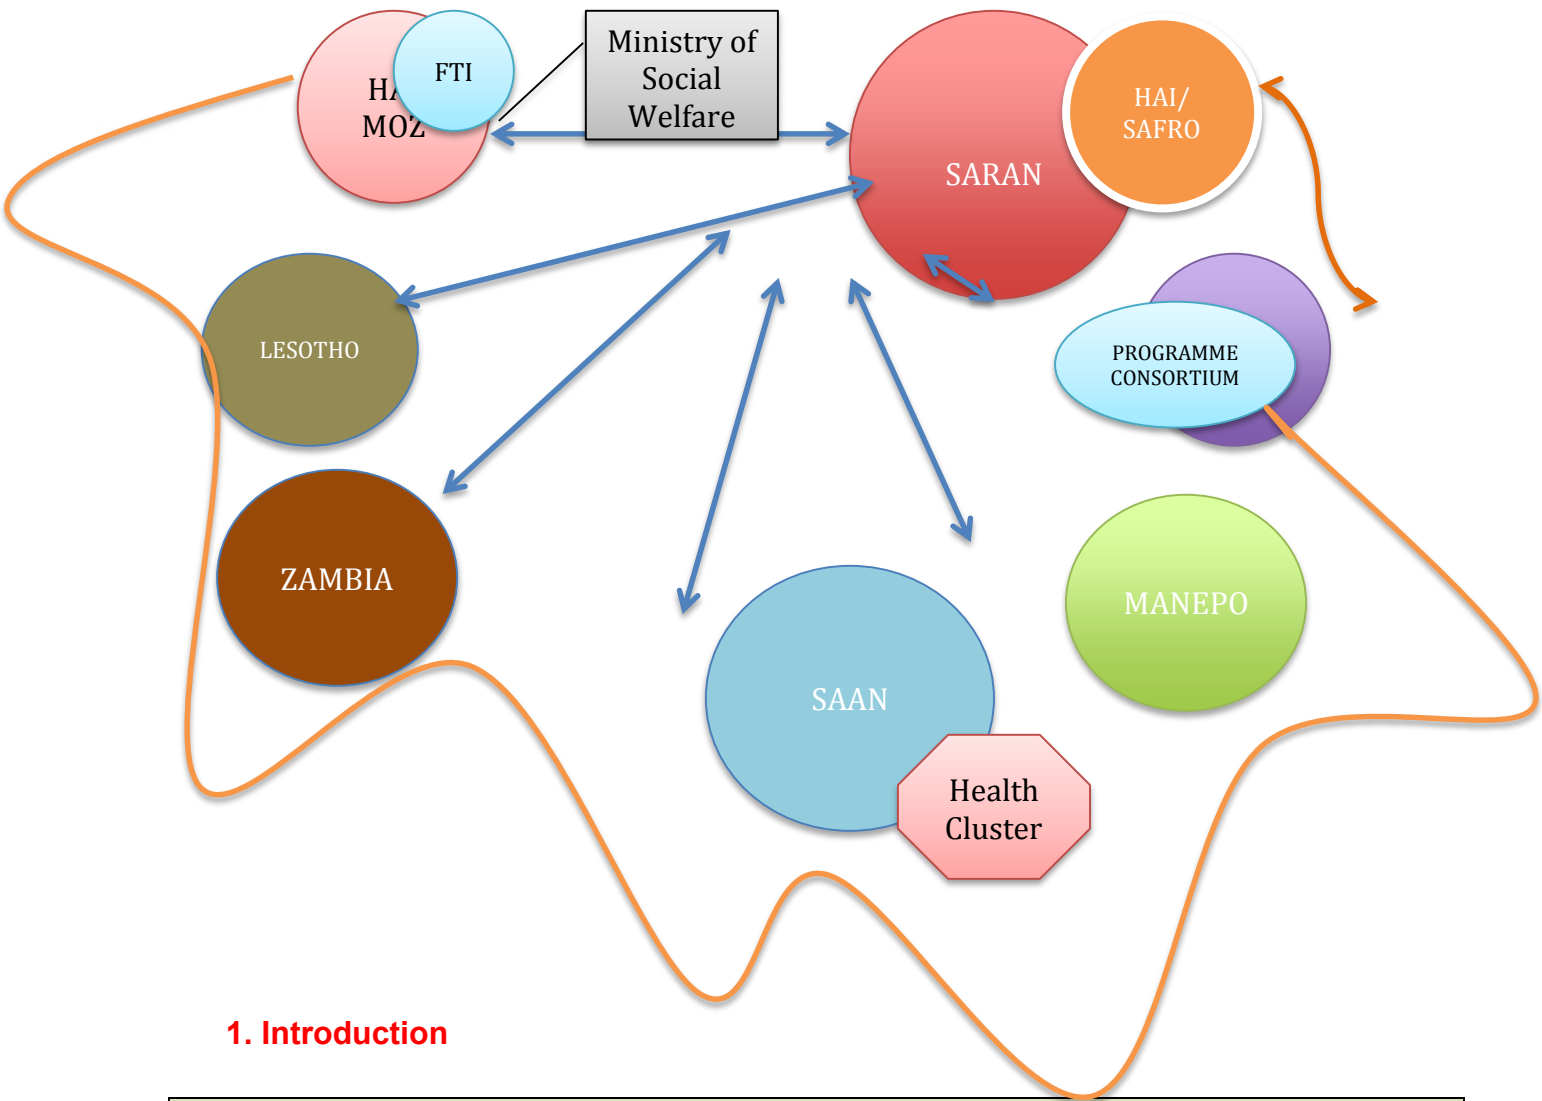 FTI
MOZ
Ministry of
Social
Welfare
HAI/
SAFRO
SARAN
LESOTHO
PROGRAMME
CONSORTIUM
ZAMBIA
MANEPO
SAAN
Health
Cluster
1. Introduction